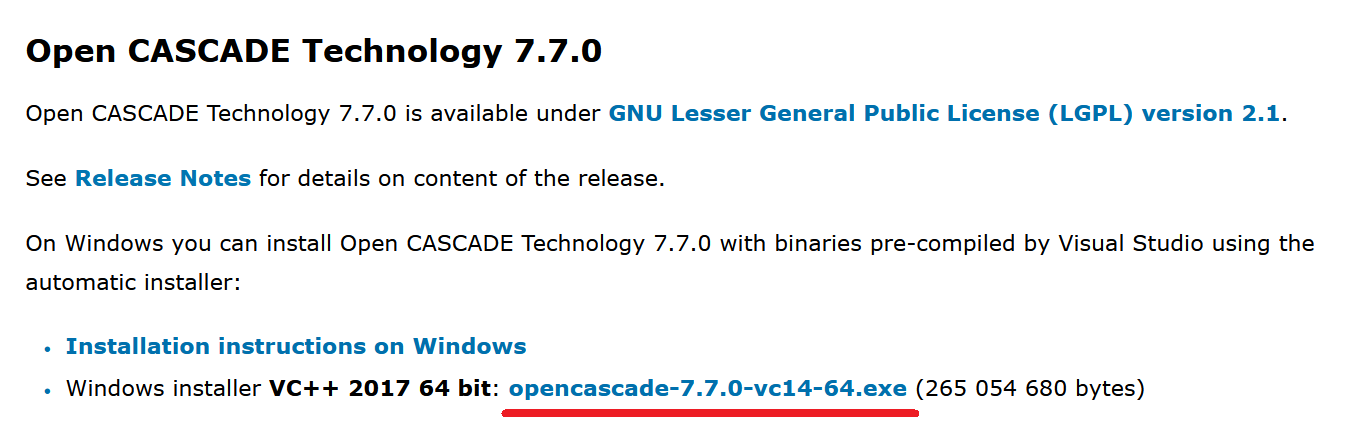 Open CASCADE Technology 7.7.0
Open CASCADE Technology 7.7.0 is available under GNU Lesser General Public License (LGPL) version 2.1.
See Release Notes for details on content of the release.
On Windows you can install Open CASCADE Technology 7.7.0 with binaries pre-compiled by Visual Studio using the
automatic installer:
• Installation instructions on Windows
• Windows installer VC++ 2017 64 bit: opencascade-7.7.0-vc14-64.exe (265 054 680 bytes)